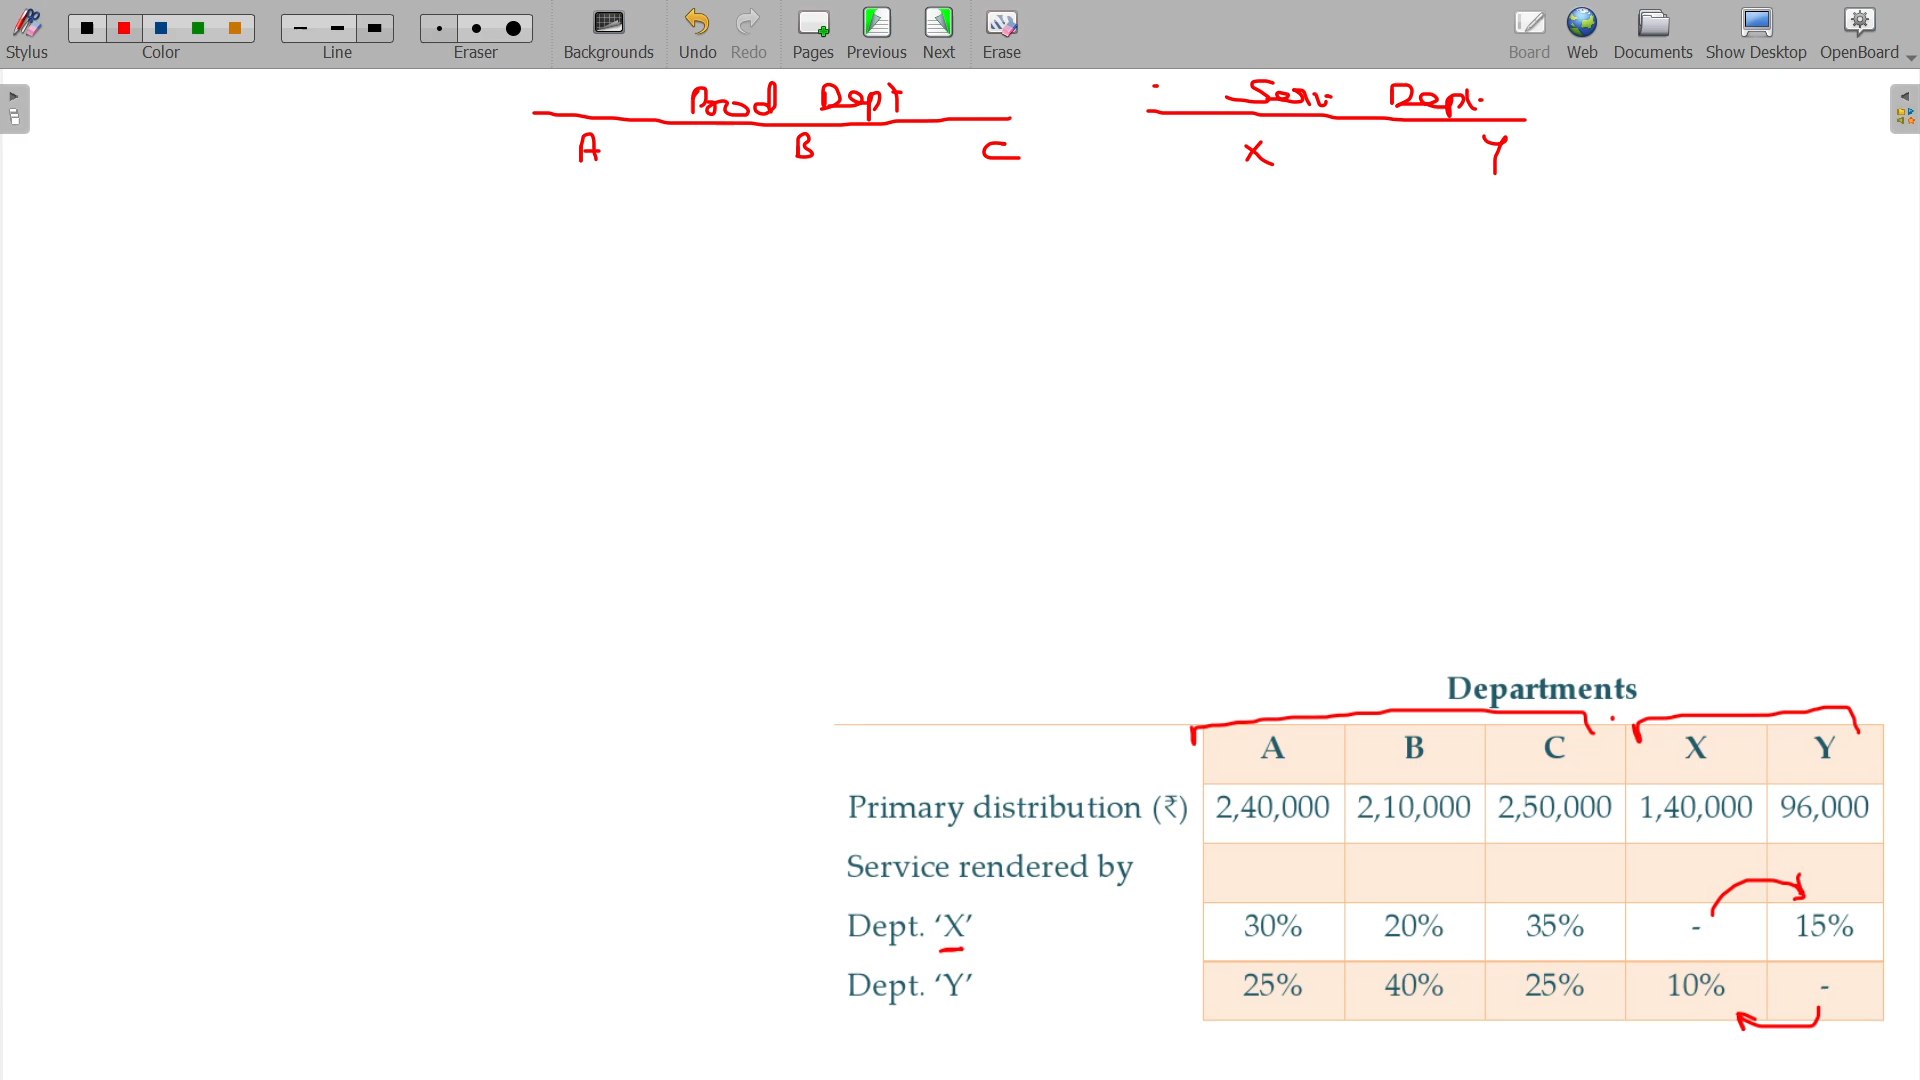 Stylus Color Line Eraser Backgrounds Undo Redo Pages Previous Next Erase Board Web Documents Show Desktop OpenBoard
Prod Dept Serv. Dept.
A B C X Y
Departments
A B C X Y
Primary distribution (₹) 2,40,000 2,10,000 2,50,000 1,40,000 96,000
Service rendered by
Dept. ‘X’ 30% 20% 35% - 15%
Dept. ‘Y’ 25% 40% 25% 10% -